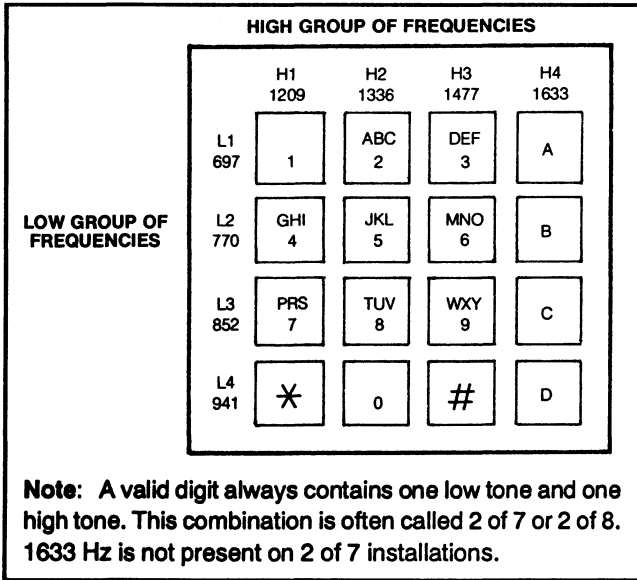 HIGH GROUP OF FREQUENCIES
H1 H2 H3 H4
1209 1336 1477 1633
L1
697
1
ABC
2
DEF
3
A
LOW GROUP OF
FREQUENCIES
L2
770
GHI
4
JKL
5
MNO
6
B
L3
852
PRS
7
TUV
8
WXY
9
C
L4
941
*
0
#
D
Note: A valid digit always contains one low tone and one
high tone. This combination is often called 2 of 7 or 2 of 8.
1633 Hz is not present on 2 of 7 installations.